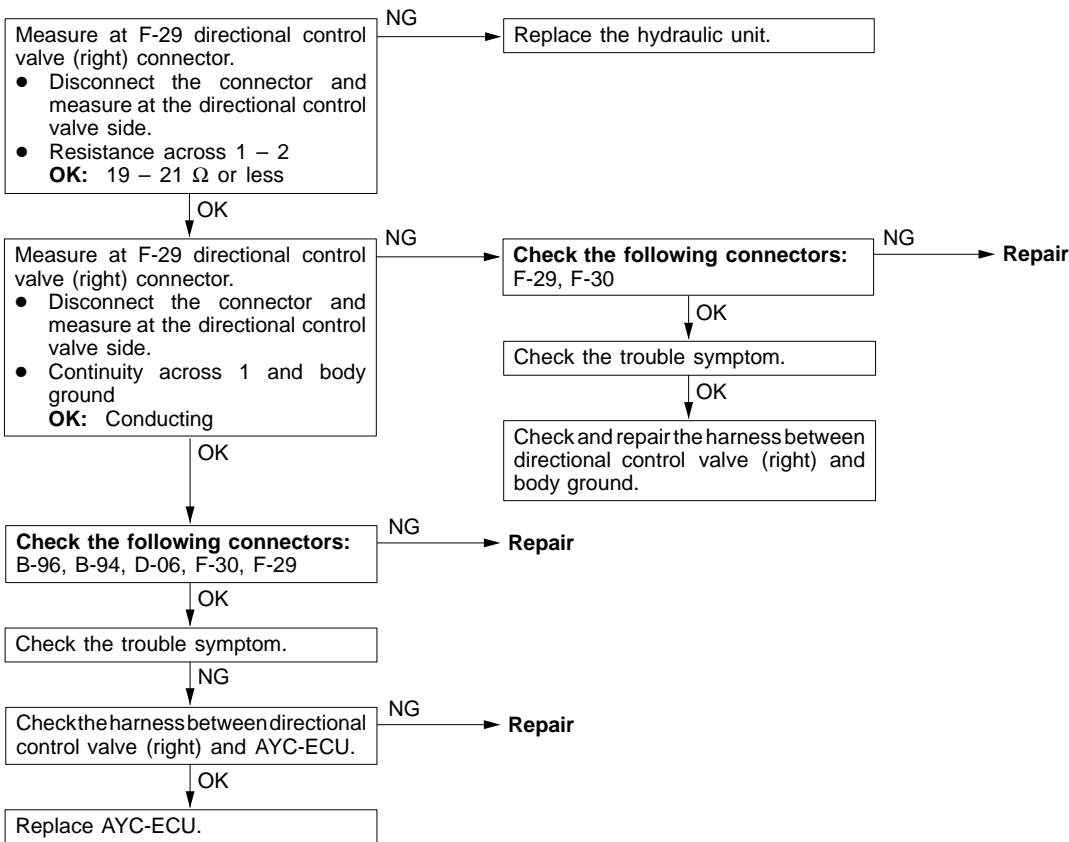 Measure at F-29 directional control
valve (right) connector.
● Disconnect the connector and
measure at the directional control
valve side.
● Resistance across 1 – 2
OK: 19 – 21 Ω or less
NG
Replace the hydraulic unit.
OK
Measure at F-29 directional control
valve (right) connector.
● Disconnect the connector and
measure at the directional control
valve side.
● Continuity across 1 and body
ground
OK: Conducting
NG
Check the following connectors:
F-29, F-30
NG
Repair
OK
Check the trouble symptom.
OK
Check and repair the harness between
directional control valve (right) and
body ground.
OK
Check the following connectors:
B-96, B-94, D-06, F-30, F-29
NG
Repair
OK
Check the trouble symptom.
NG
Check the harness between directional
control valve (right) and AYC-ECU.
NG
Repair
OK
Replace AYC-ECU.